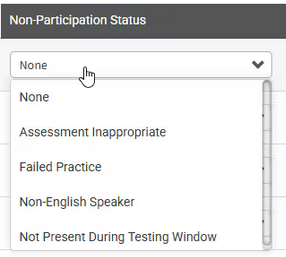 Non-Participation Status
None
None
Assessment Inappropriate
Failed Practice
Non-English Speaker
Not Present During Testing Window